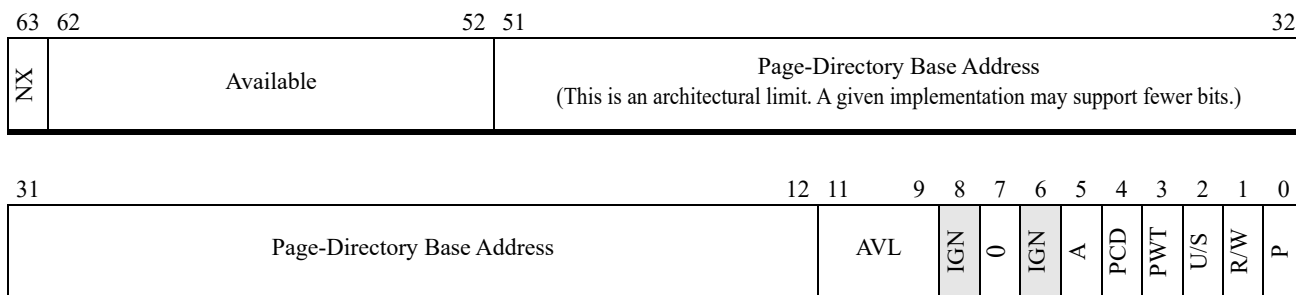 63 62 52 51 32
NX Available Page-Directory Base Address
(This is an architectural limit. A given implementation may support fewer bits.)
31 12 11 9 8 7 6 5 4 3 2 1 0
Page-Directory Base Address AVL IGN 0 IGN A PCD PWT U/S R/W P